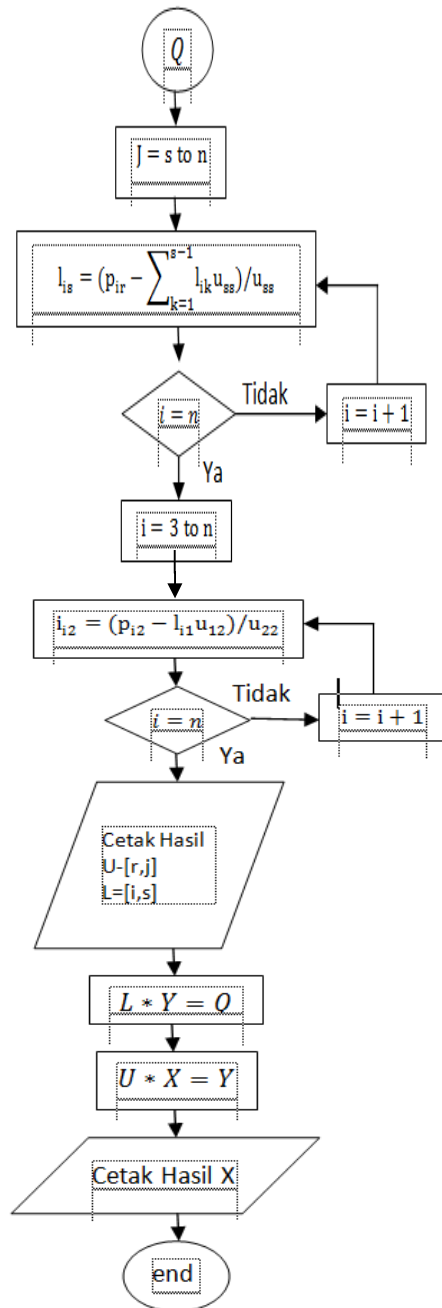 Q
J = s to n
l_is = (p_ir − ∑_{k=1}^{s−1} l_ik u_ss)/u_ss
i = n
Tidak
i = i + 1
Ya
i = 3 to n
i_i2 = (p_i2 − l_i1 u_12)/u_22
i = n
Tidak
i = i + 1
Ya
Cetak Hasil
U-[r,j]
L=[i,s]
L * Y = Q
U * X = Y
Cetak Hasil X
end